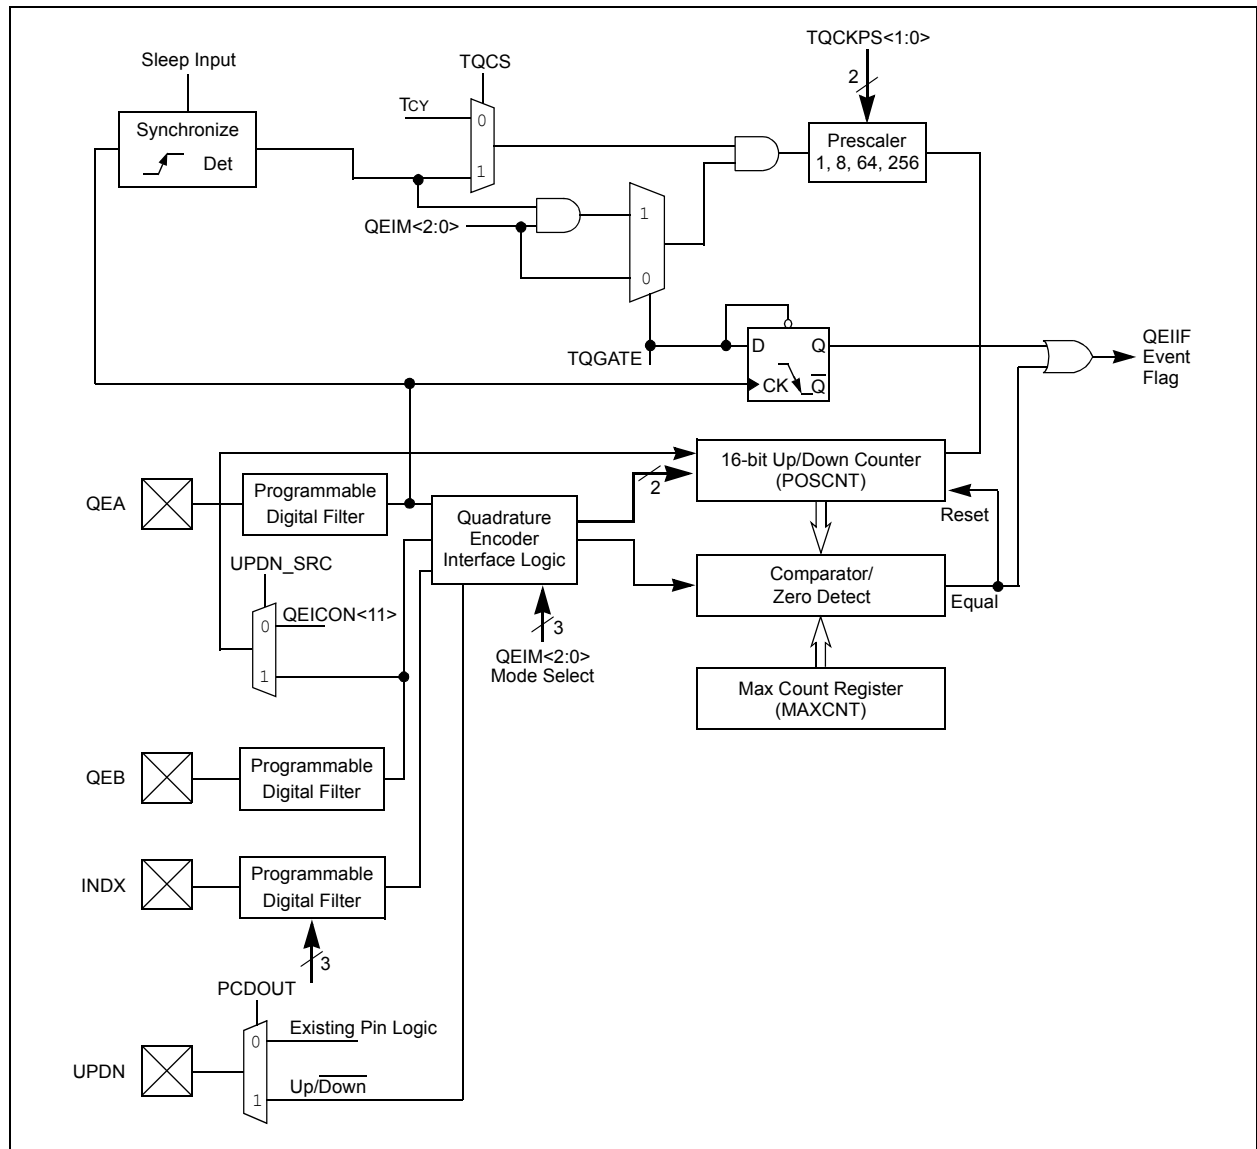 TQCKPS<1:0>
Sleep Input
TQCS
2
TCY
0
Synchronize
Det
1
Prescaler
1, 8, 64, 256
1
QEIM<2:0>
0
TQGATE
D Q
CK Q
QEIIF
Event
Flag
16-bit Up/Down Counter
(POSCNT)
2
QEA
Programmable
Digital Filter
Quadrature
Encoder
Interface Logic
Reset
UPDN_SRC
Comparator/
Zero Detect
Equal
0
QEICON<11>
3
QEIM<2:0>
Mode Select
1
Max Count Register
(MAXCNT)
QEB
Programmable
Digital Filter
INDX
Programmable
Digital Filter
3
PCDOUT
0
Existing Pin Logic
UPDN
Up/Down
1